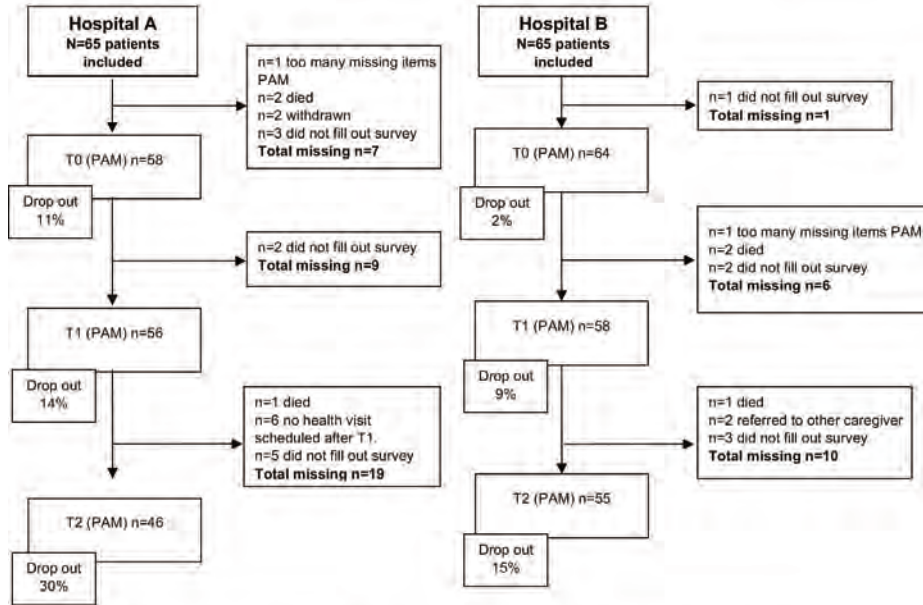 Hospital A
N=65 patients
included
n=1 too many missing items
PAM
n=2 died
n=2 withdrawn
n=3 did not fill out survey
Total missing n=7
T0 (PAM) n=58
Drop out
11%
n=2 did not fill out survey
Total missing n=9
T1 (PAM) n=56
Drop out
14%
n=1 died
n=6 no health visit
scheduled after T1.
n=5 did not fill out survey
Total missing n=19
T2 (PAM) n=46
Drop out
30%
Hospital B
N=65 patients
included
n=1 did not fill out survey
Total missing n=1
T0 (PAM) n=64
Drop out
2%
n=1 too many missing items PAM
n=2 died
n=2 did not fill out survey
Total missing n=6
T1 (PAM) n=58
Drop out
9%
n=1 died
n=2 referred to other caregiver
n=3 did not fill out survey
Total missing n=10
T2 (PAM) n=55
Drop out
15%